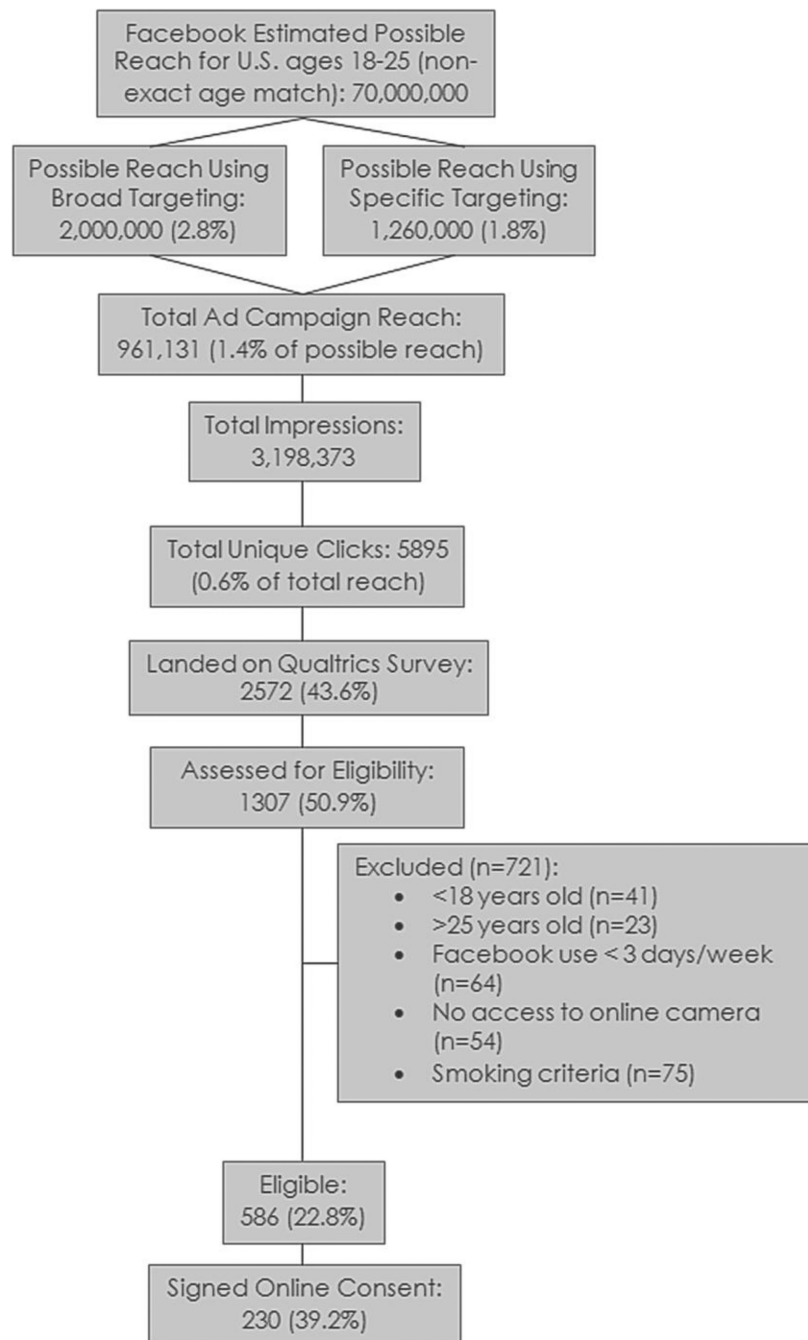 Facebook Estimated Possible
Reach for U.S. ages 18-25 (non-
exact age match): 70,000,000
Possible Reach Using
Broad Targeting:
2,000,000 (2.8%)
Possible Reach Using
Specific Targeting:
1,260,000 (1.8%)
Total Ad Campaign Reach:
961,131 (1.4% of possible reach)
Total Impressions:
3,198,373
Total Unique Clicks: 5895
(0.6% of total reach)
Landed on Qualtrics Survey:
2572 (43.6%)
Assessed for Eligibility:
1307 (50.9%)
Excluded (n=721):
• <18 years old (n=41)
• >25 years old (n=23)
• Facebook use < 3 days/week
(n=64)
• No access to online camera
(n=54)
• Smoking criteria (n=75)
Eligible:
586 (22.8%)
Signed Online Consent:
230 (39.2%)